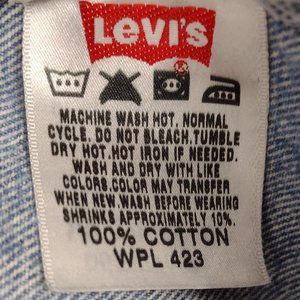 LEVI'S
MACHINE WASH HOT. NORMAL
CYCLE. DO NOT BLEACH.TUMBLE
DRY HOT.HOT IRON IF NEEDED.
WASH AND DRY WITH LIKE
COLORS.COLOR MAY TRANSFER
WHEN NEW.WASH BEFORE WEARING
SHRINKS APPROXIMATELY 10%.
100% COTTON
WPL 423